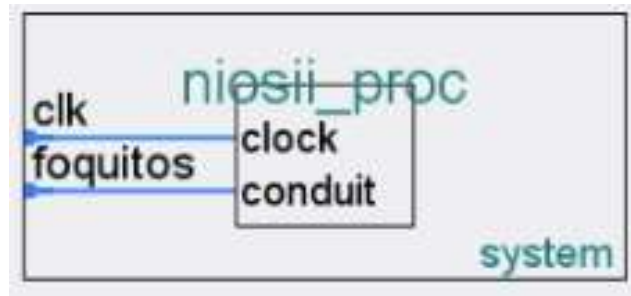 niosii_proc
clk
clock
foquitos
conduit
system